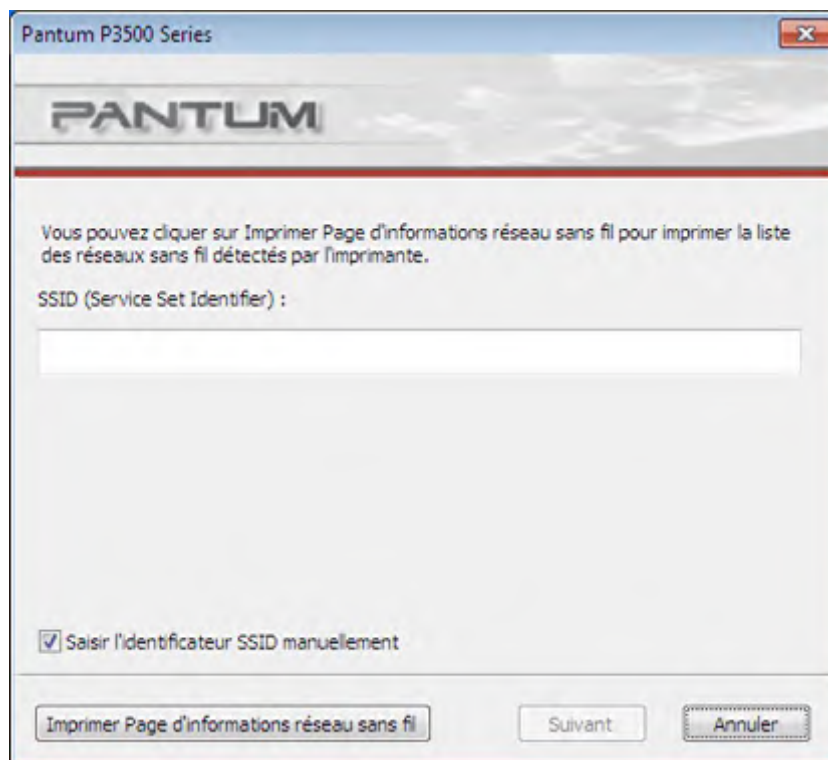 Pantum P3500 Series
PANTUM
Vous pouvez cliquer sur Imprimer Page d'informations réseau sans fil pour imprimer la liste
des réseaux sans fil détectés par l'imprimante.
SSID (Service Set Identifier) :
Saisir l'identificateur SSID manuellement
Imprimer Page d'informations réseau sans fil Suivant Annuler